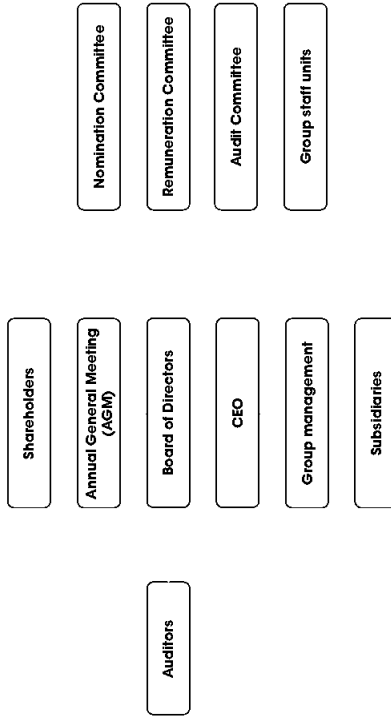 Shareholders
Annual General Meeting
(AGM)
Nomination Committee
Auditors
Board of Directors
Remuneration Committee
CEO
Audit Committee
Group management
Group staff units
Subsidiaries